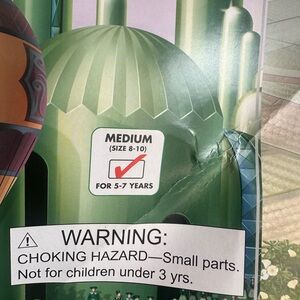 MEDIUM
(SIZE 8-10)
FOR 5-7 YEARS
WARNING:
CHOKING HAZARD—Small parts.
Not for children under 3 yrs.